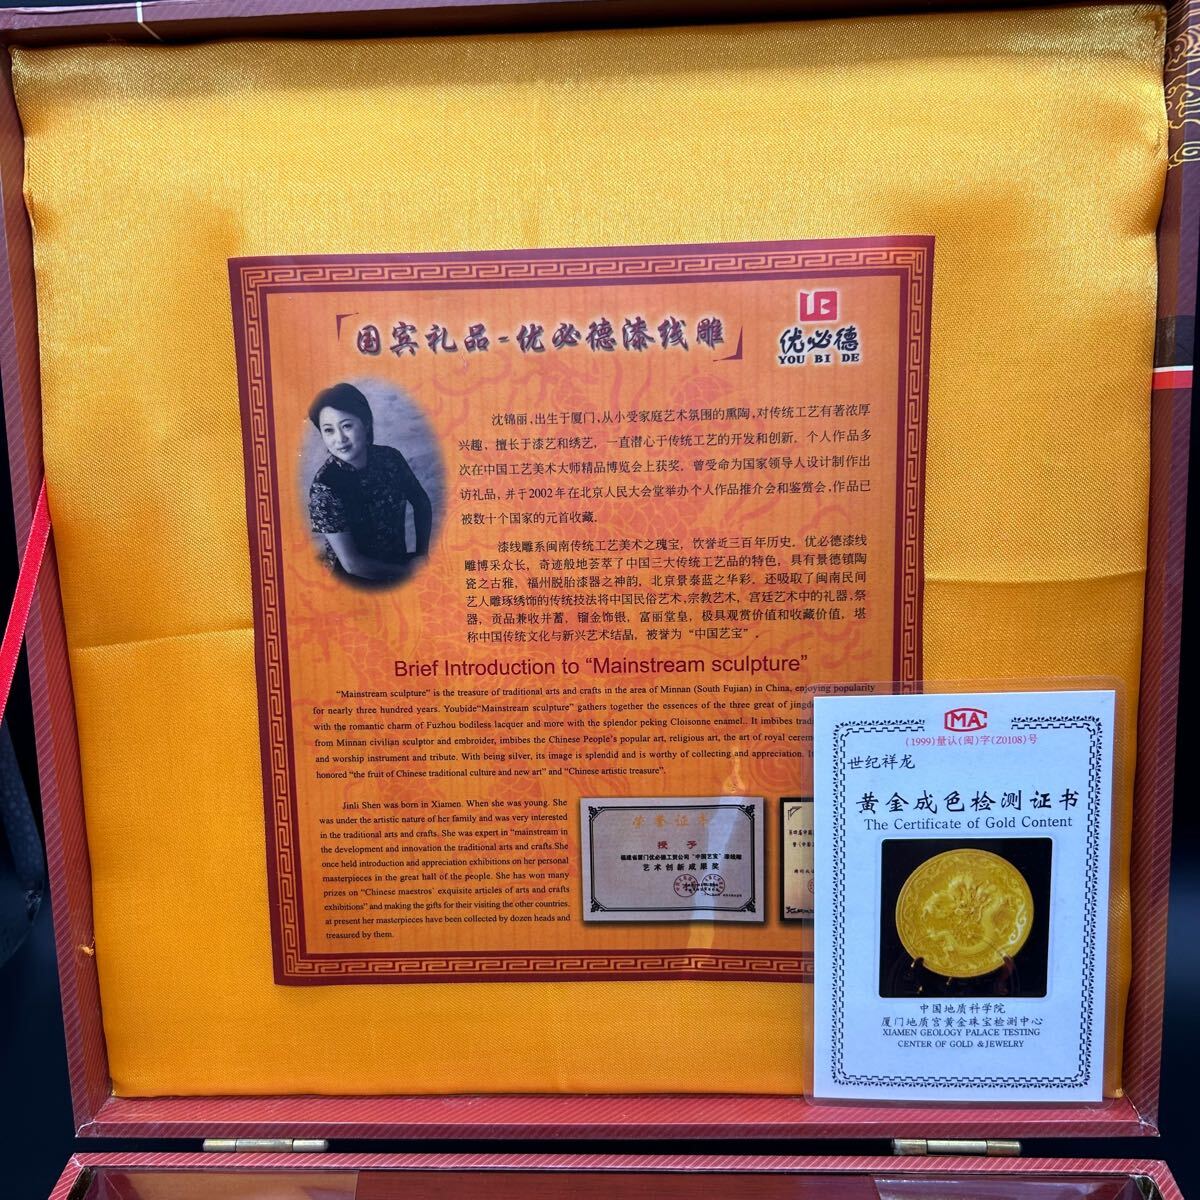 国宾礼品-优必德漆线雕
UB
优必德
YOU BI DE
沈锦丽,出生于厦门,从小受家庭艺术氛围的熏陶,对传统工艺有著浓厚
兴趣、擅长于漆艺和绣艺，一直潜心于传统工艺的开发和创新。个人作品多
次在中国工艺美术大师精品博览会上获奖，曾受命为国家领导人设计制作出
访礼品，并于2002年在北京人民大会堂举办个人作品推介会和鉴赏会,作品已
被数十个国家的元首收藏。
漆线雕系闽南传统工艺美术之瑰宝，饮誉近三百年历史。优必德漆线
雕博采众长，奇迹般地荟萃了中国三大传统工艺品的特色，具有景德镇陶
瓷之古雅，福州脱胎漆器之神韵，北京景泰蓝之华彩。还吸取了闽南民间
艺人雕琢绣饰的传统技法将中国民俗艺术、宗教艺术，宫廷艺术中的礼器,祭
器，贡品兼收并蓄，镏金饰银，富丽堂皇，极具观赏价值和收藏价值，堪
称中国传统文化与新兴艺术结晶，被誉为“中国艺宝”。
Brief Introduction to “Mainstream sculpture”
“Mainstream sculpture” is the treasure of traditional arts and crafts in the area of Minnan (South Fujian) in China, enjoying popularity
for nearly three hundred years. Youbide“Mainstream sculpture” gathers together the essences of the three great of jingd
with the romantic charm of Fuzhou bodiless lacquer and more with the splendor peking Cloisonne enamel.. It imbibes trad
from Minnan civilian sculptor and embroider, imbibes the Chinese People's popular art, religious art, the art of royal cerem
and worship instrument and tribute. With being silver, its image is splendid and is worthy of collecting and appreciation. It
honored “the fruit of Chinese traditional culture and new art” and “Chinese artistic treasure”.
Jinli Shen was born in Xiamen. When she was young. She
was under the artistic nature of her family and was very interested
in the traditional arts and crafts. She was expert in “mainstream in
the development and innovation the traditional arts and crafts.She
once held introduction and appreciation exhibitions on her personal
masterpieces in the great hall of the people. She has won many
prizes on “Chinese maestros' exquisite articles of arts and crafts
exhibitions” and making the gifts for their visiting the other countries.
at present her masterpieces have been collected by dozen heads and
treasured by them.
荣誉证书
授予
福建省厦门优必德工贸公司“中国艺宝”漆线雕
艺术创新成果奖
CMA
(1999)量认(闽)字(Z0108)号
世纪祥龙
黄金成色检测证书
The Certificate of Gold Content
中国地质科学院
厦门地质宫黄金珠宝检测中心
XIAMEN GEOLOGY PALACE TESTING
CENTER OF GOLD &JEWELRY